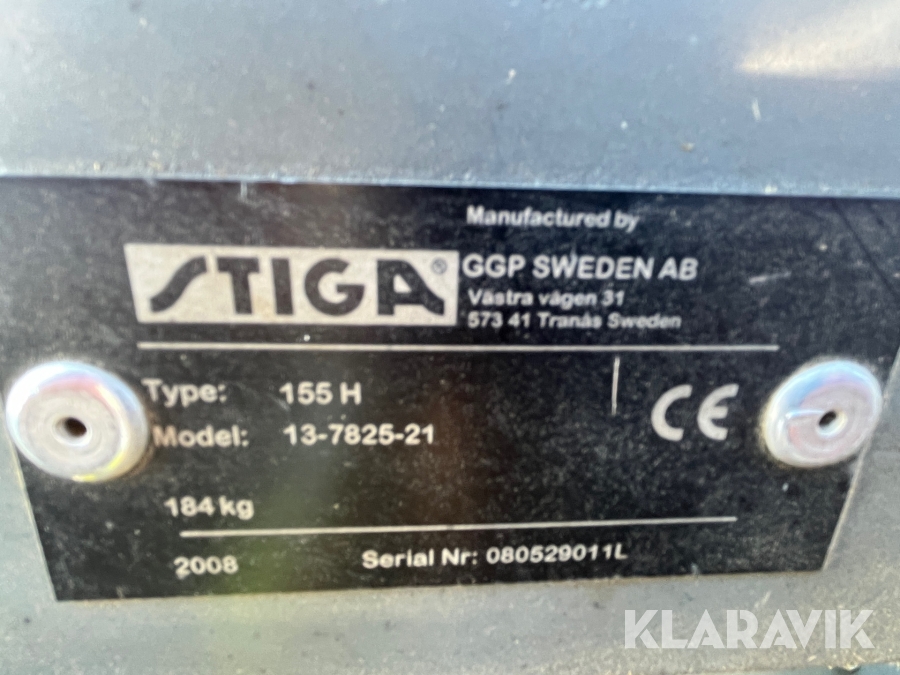 Manufactured by
STIGA®
GGP SWEDEN AB
Västra vägen 31
573 41 Tranås Sweden
Type: 155 H
Model: 13-7825-21
CE
184 kg
2008 Serial Nr: 080529011L
KLARAVIK